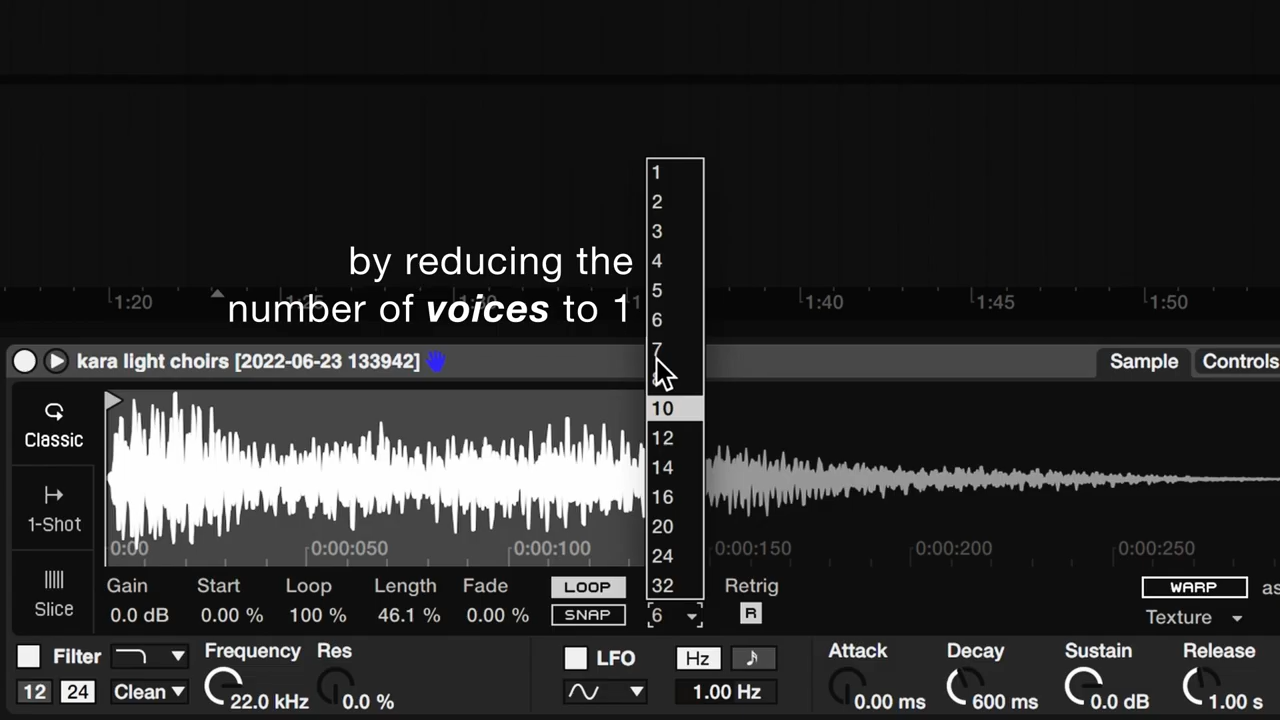 1
2
3
4
5
6
7
10
12
14
16
20
24
32
by reducing the
number of voices to 1
1:20
1:25
1:40
1:45
1:50
kara light choirs [2022-06-23 133942]
Sample
Controls
Classic
1-Shot
Slice
0:00
0:00:050
0:00:100
0:00:150
0:00:200
0:00:250
Gain
Start
Loop
Length
Fade
LOOP
Retrig
WARP
as
0.0 dB
0.00 %
100 %
46.1 %
0.00 %
SNAP
6
R
Texture
Filter
Frequency
Res
LFO
Hz
Attack
Decay
Sustain
Release
12
24
Clean
22.0 kHz
0.0 %
1.00 Hz
0.00 ms
600 ms
0.0 dB
1.00 s